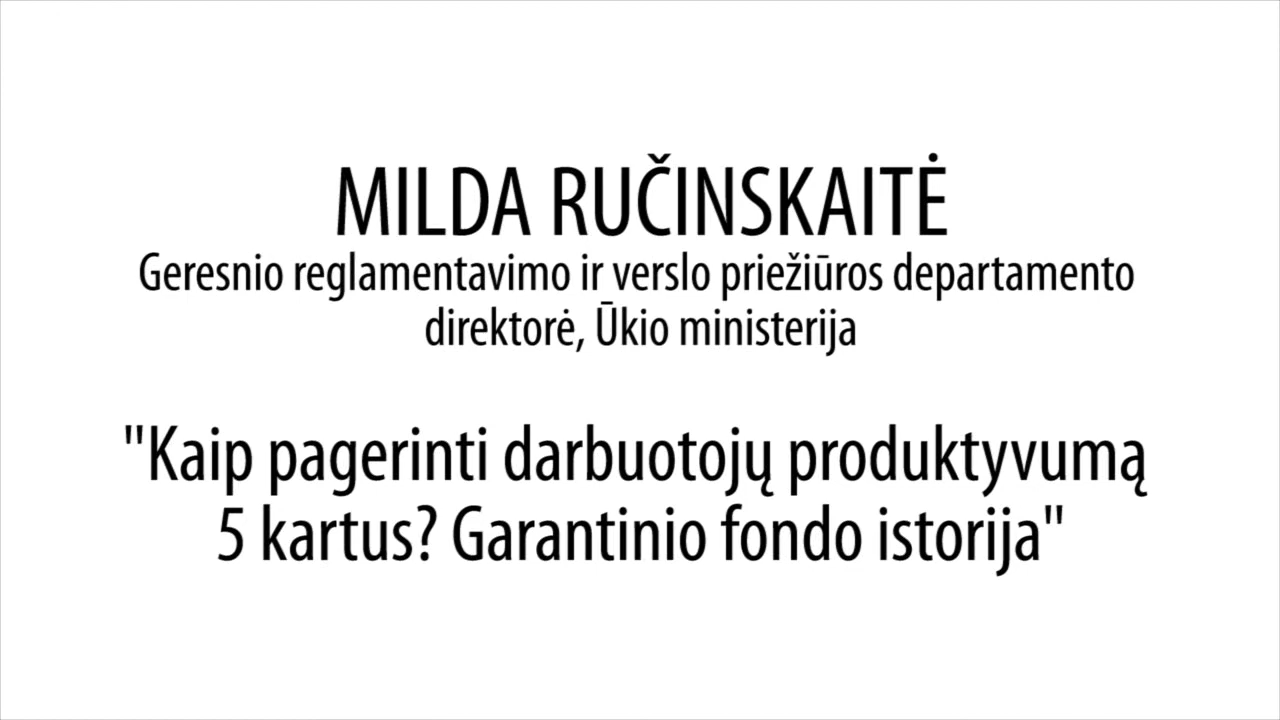 MILDA RUČINSKAITĖ
Geresnio reglamentavimo ir verslo priežiūros departamento
direktorė, Ūkio ministerija
"Kaip pagerinti darbuotojų produktyvumą
5 kartus? Garantinio fondo istorija"